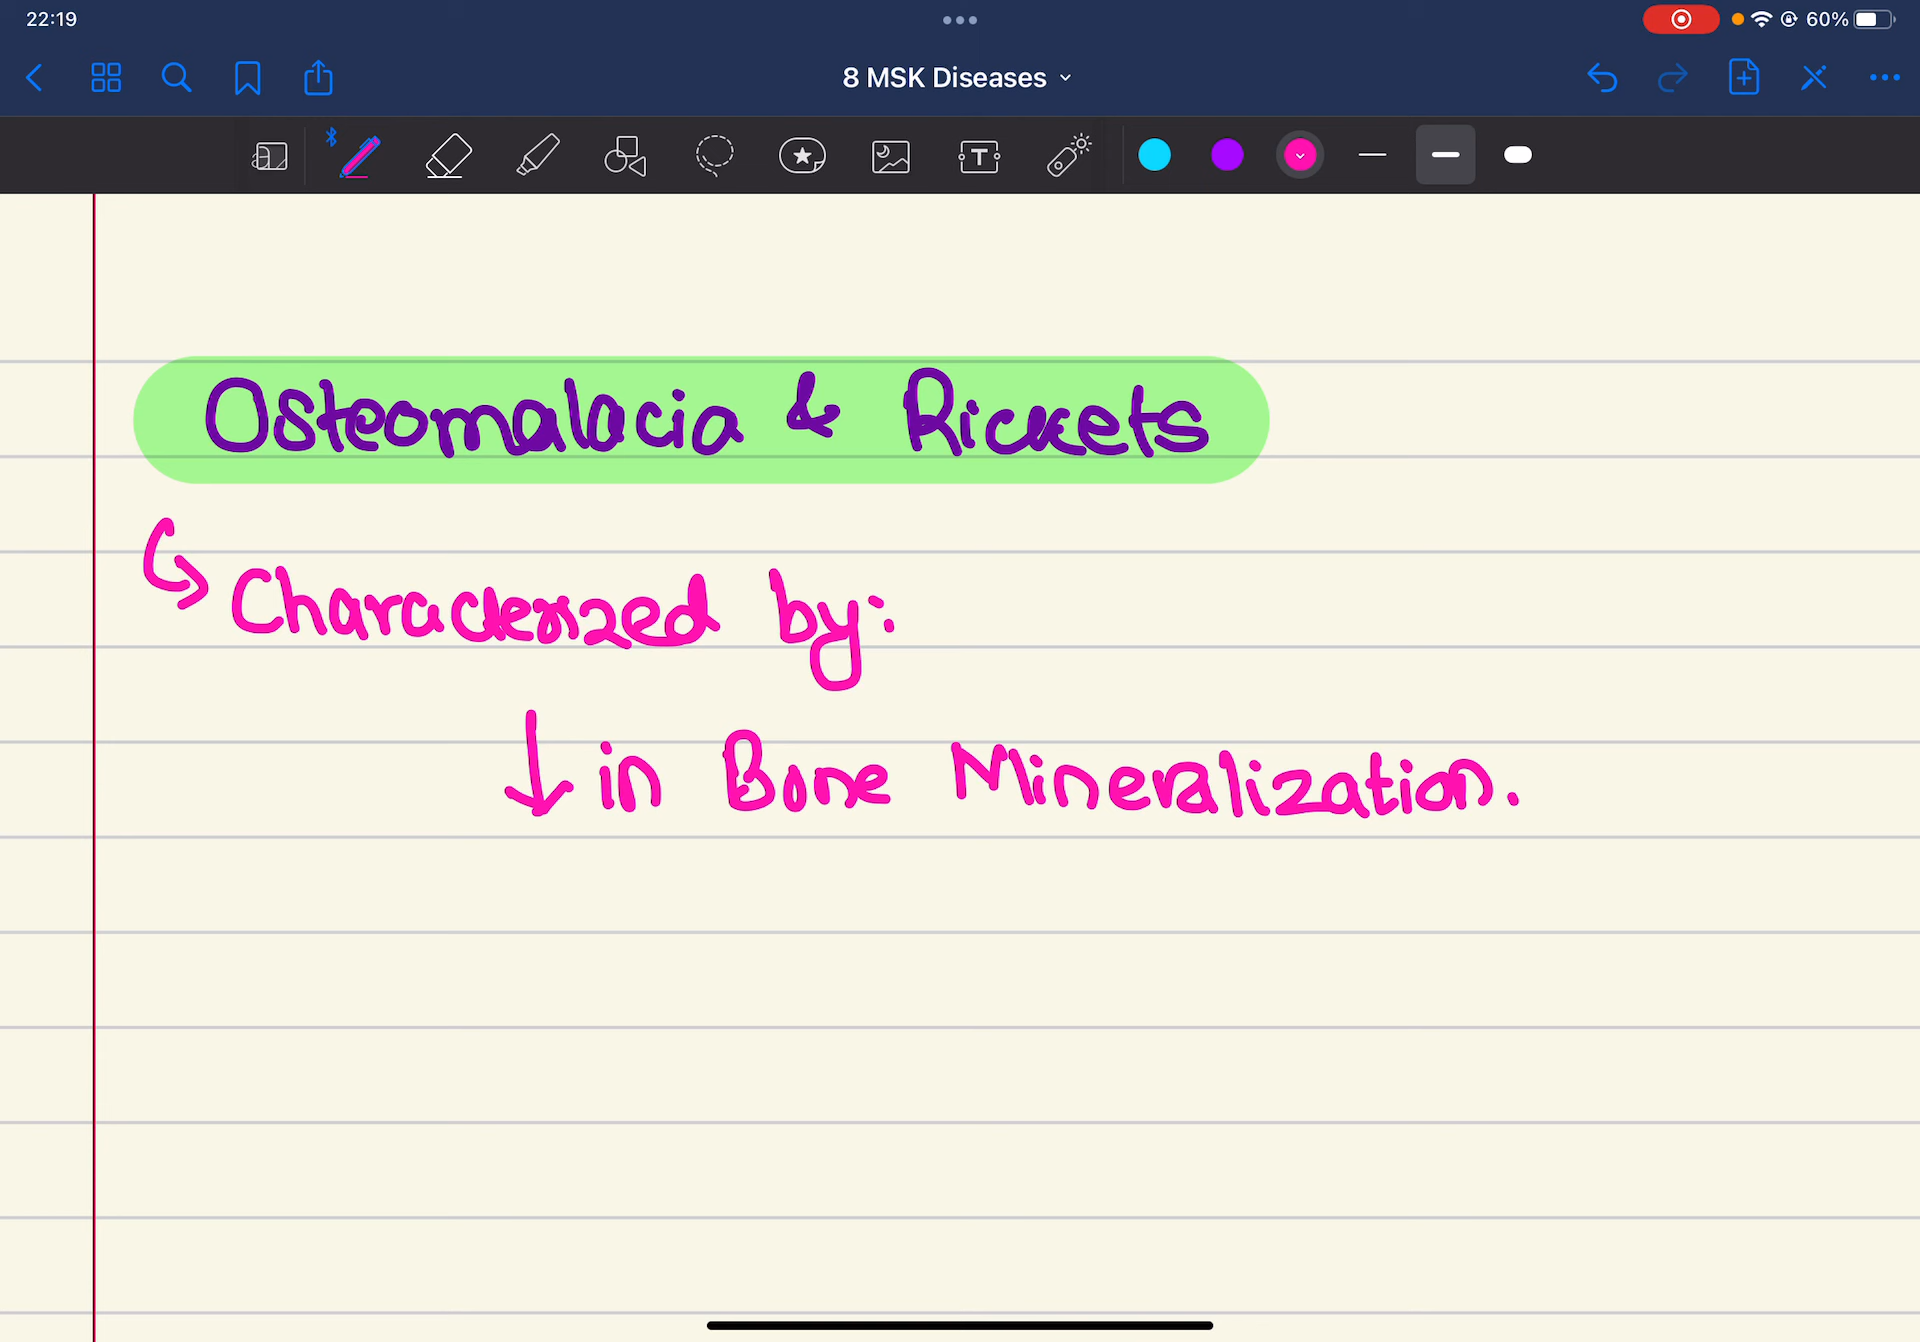 22:19
60%
8 MSK Diseases
Osteomalacia & Rickets
↳ Characterized by:
↓ in Bone Mineralization.